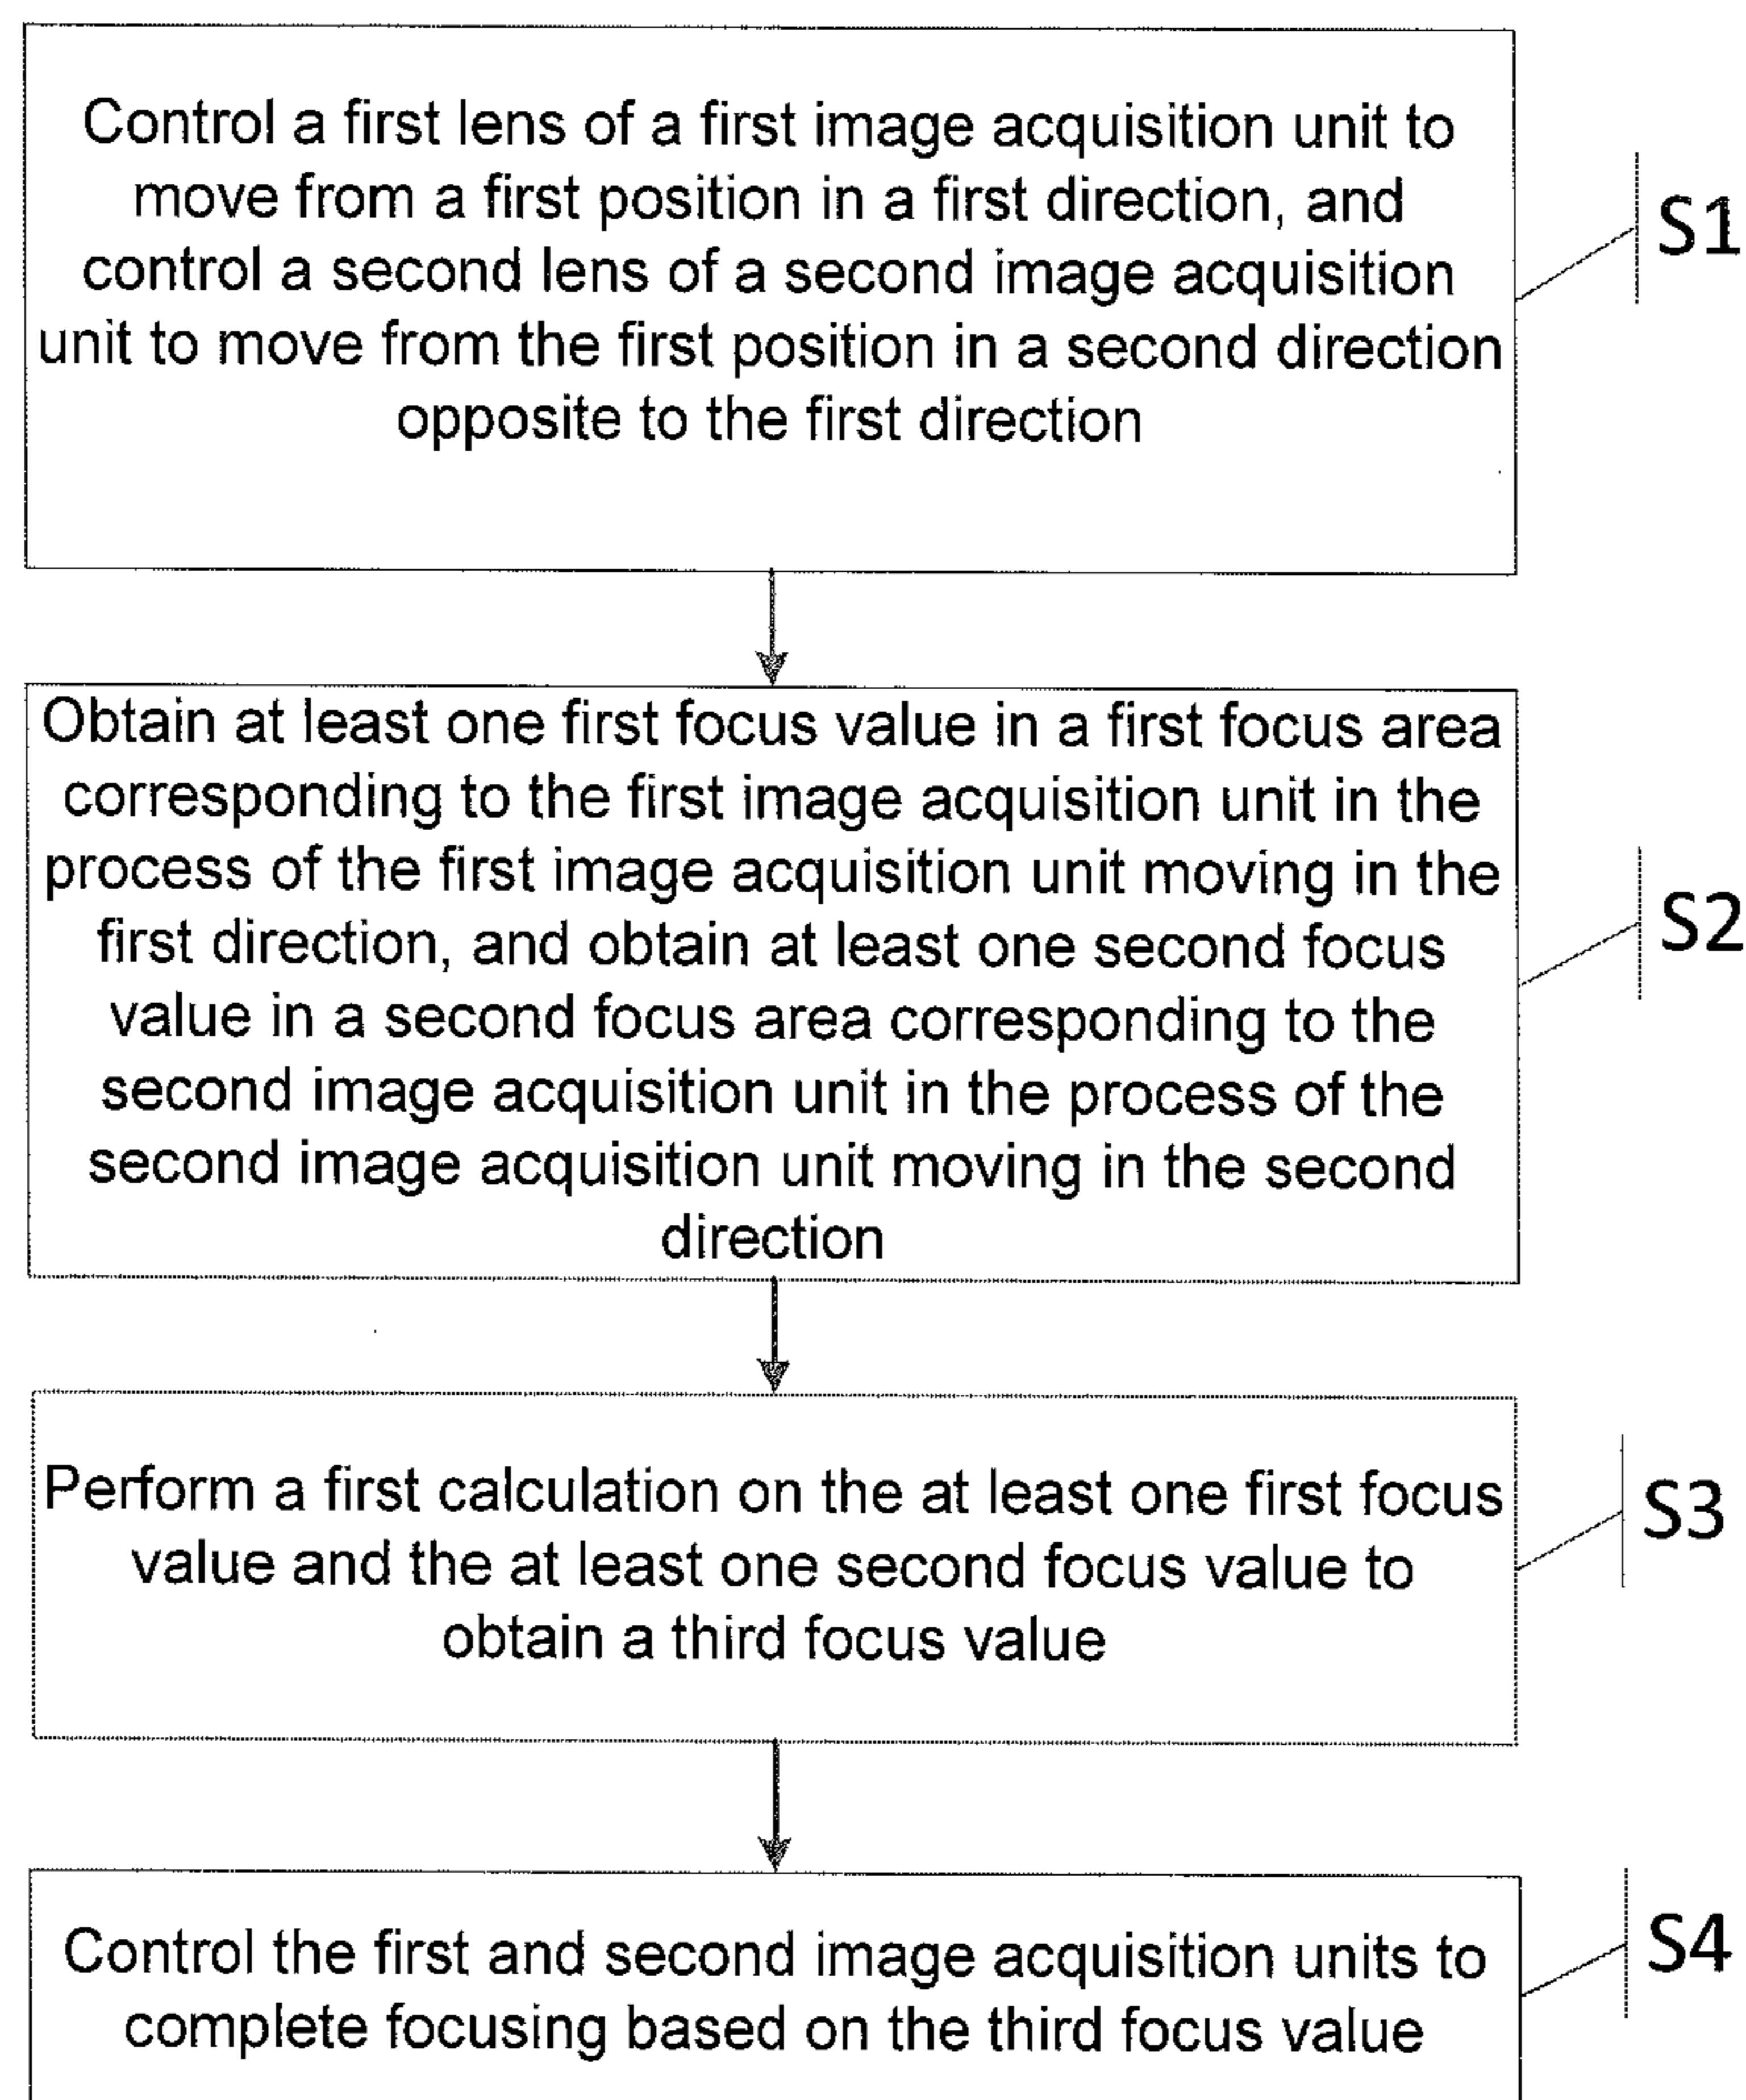 Control a first lens of a first image acquisition unit to
move from a first position in a first direction, and
control a second lens of a second image acquisition
unit to move from the first position in a second direction
opposite to the first direction
S1
Obtain at least one first focus value in a first focus area
corresponding to the first image acquisition unit in the
process of the first image acquisition unit moving in the
first direction, and obtain at least one second focus
value in a second focus area corresponding to the
second image acquisition unit in the process of the
second image acquisition unit moving in the second
direction
S2
Perform a first calculation on the at least one first focus
value and the at least one second focus value to
obtain a third focus value
S3
Control the first and second image acquisition units to
complete focusing based on the third focus value
S4